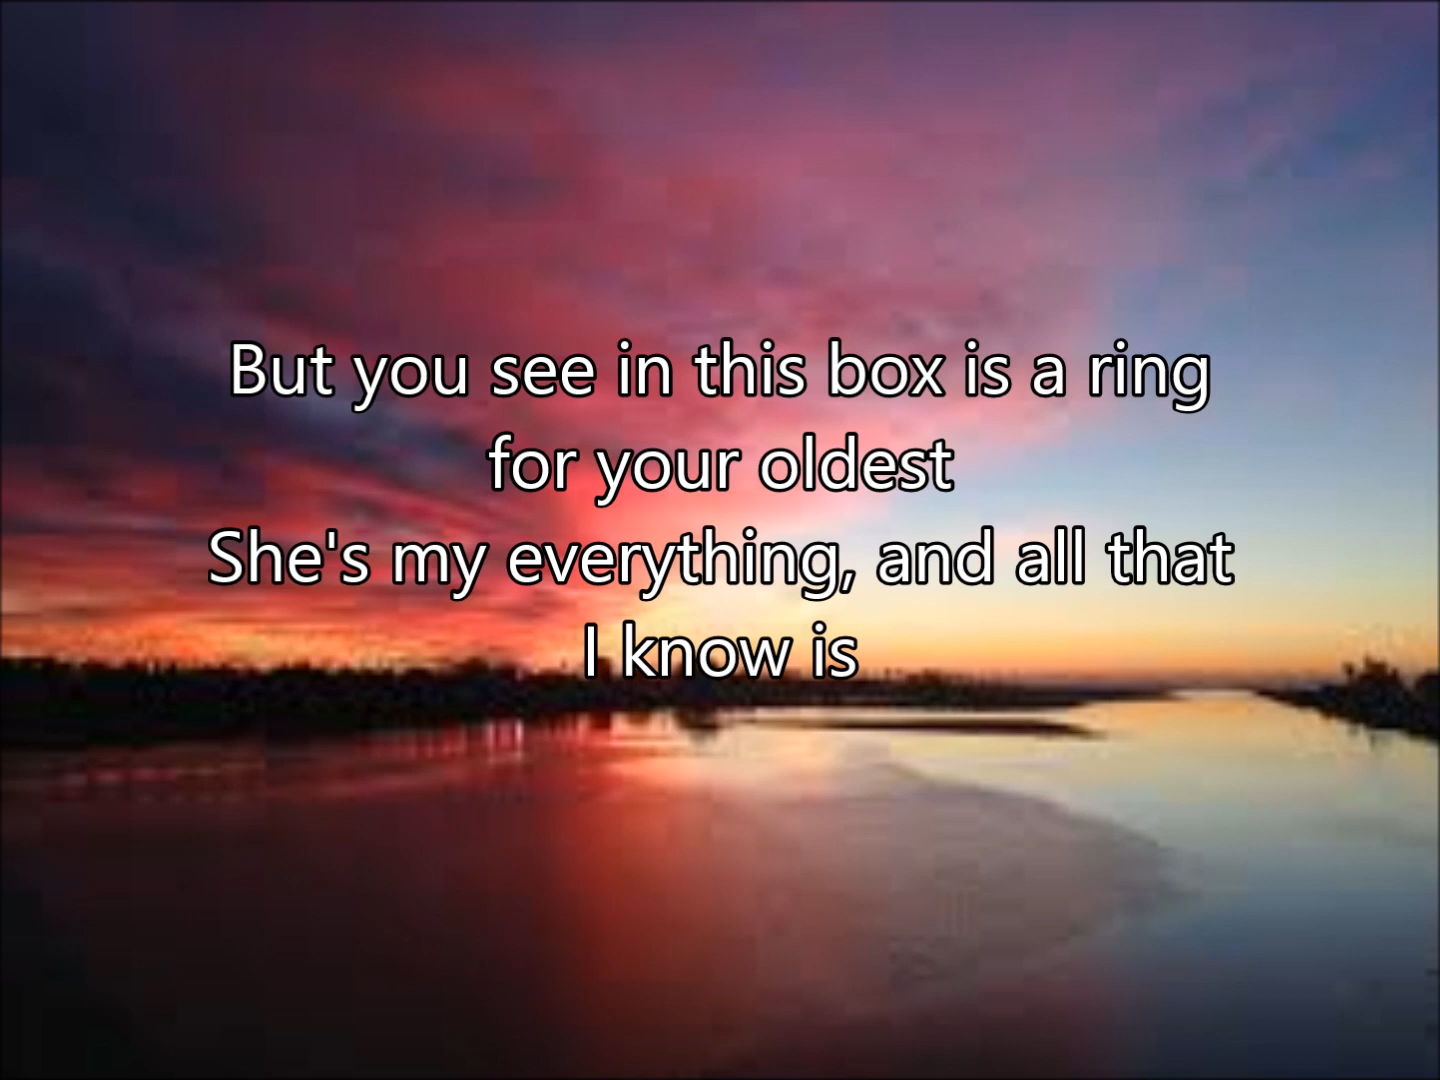 But you see in this box is a ring
for your oldest
She's my everything, and all that
I know is